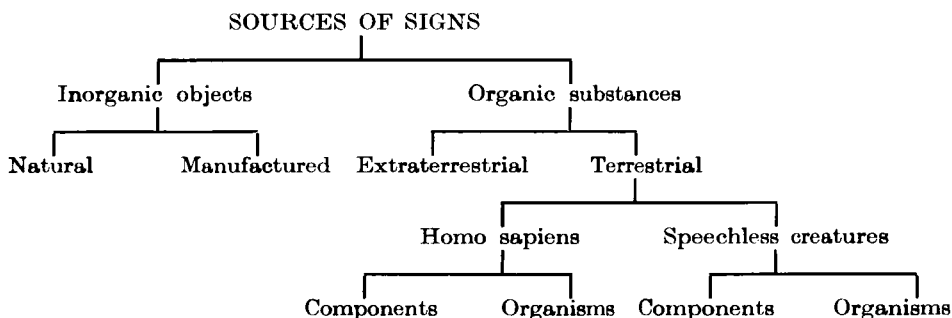 SOURCES OF SIGNS
Inorganic objects Organic substances
Natural Manufactured Extraterrestrial Terrestrial
Homo sapiens Speechless creatures
Components Organisms Components Organisms